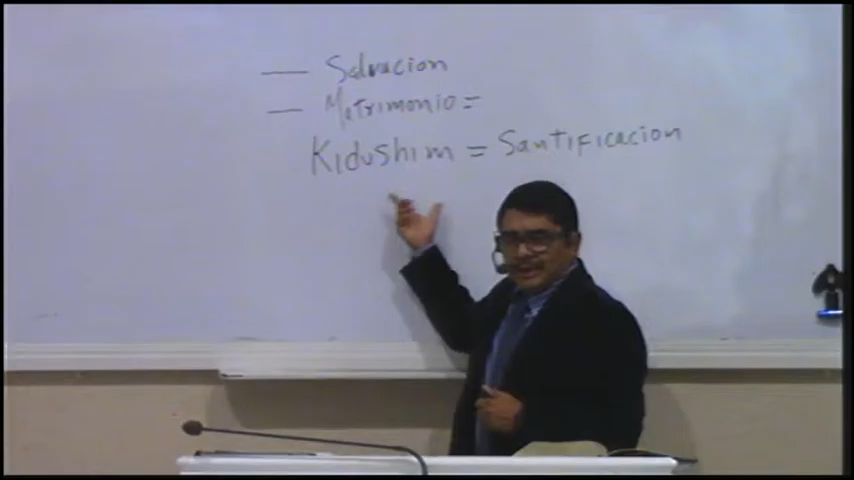 — Salvacion
— Matrimonio =
Kidushim = Santificacion